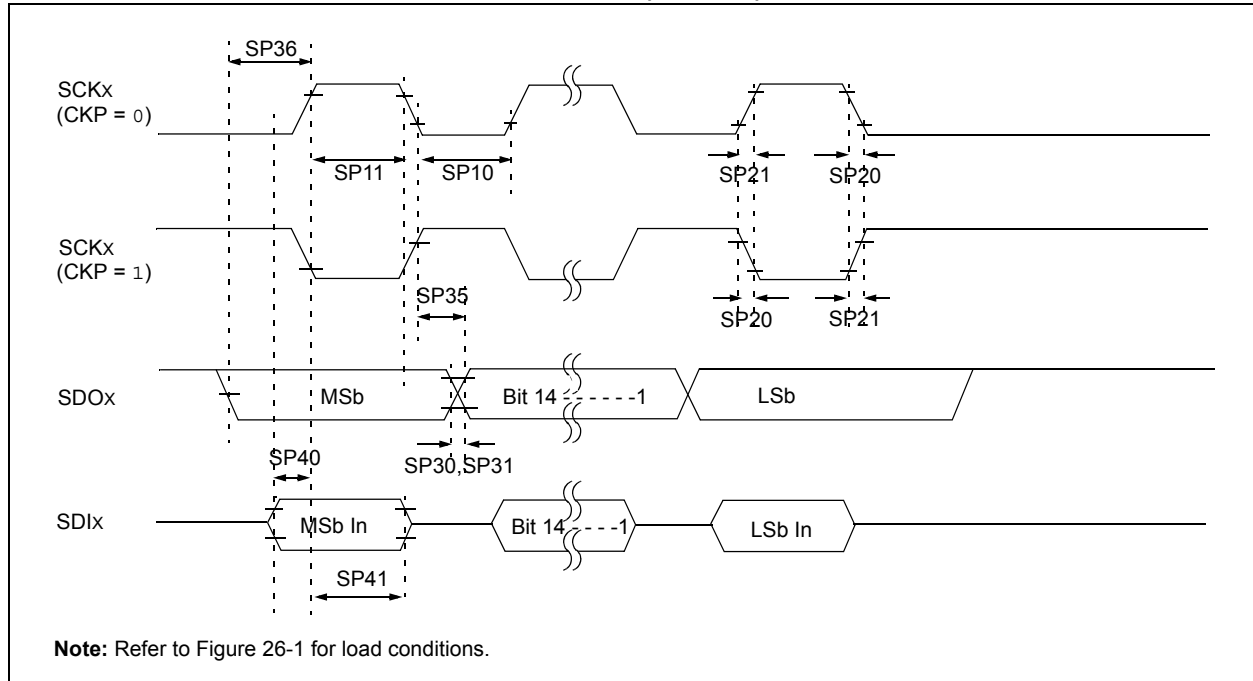 SP36
SCKx
(CKP = 0)
SP11
SP10
SP21
SP20
SCKx
(CKP = 1)
SP35
SP20
SP21
SDOx
MSb
Bit 14 - - - - - -1
LSb
SP40
SP30,SP31
SDIx
MSb In
Bit 14 - - - - -1
LSb In
SP41
Note: Refer to Figure 26-1 for load conditions.